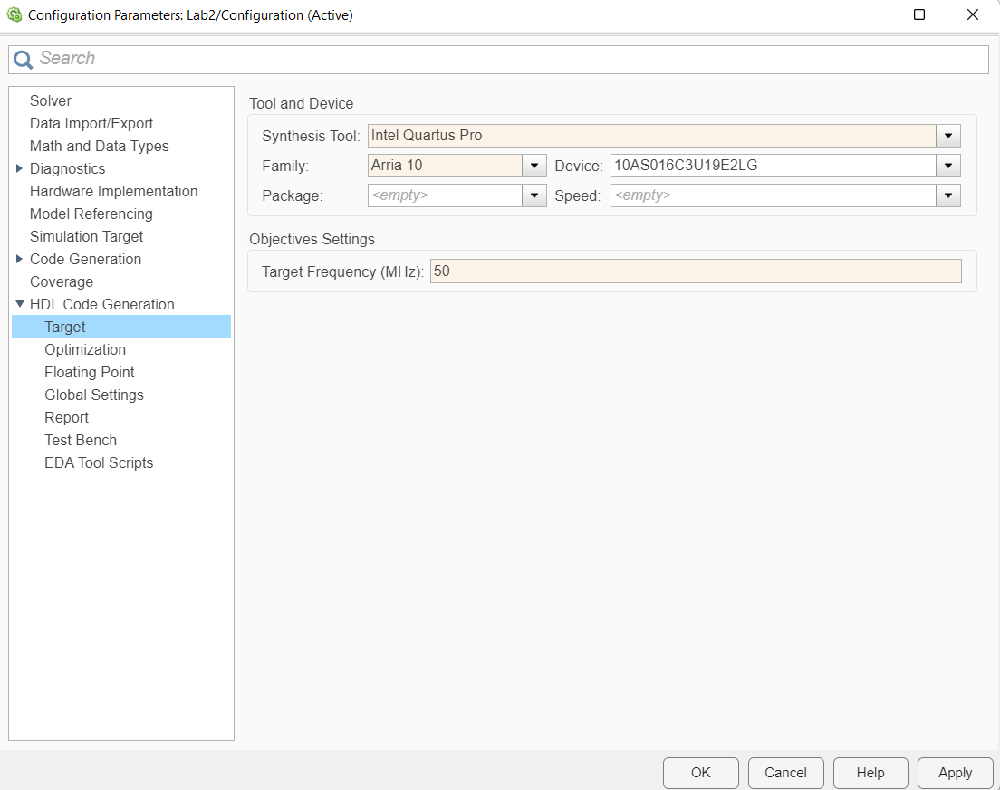 Configuration Parameters: Lab2/Configuration (Active)
Search
Solver
Data Import/Export
Math and Data Types
Diagnostics
Hardware Implementation
Model Referencing
Simulation Target
Code Generation
Coverage
HDL Code Generation
Target
Optimization
Floating Point
Global Settings
Report
Test Bench
EDA Tool Scripts
Tool and Device
Synthesis Tool: Intel Quartus Pro
Family: Arria 10 Device: 10AS016C3U19E2LG
Package: <empty> Speed: <empty>
Objectives Settings
Target Frequency (MHz): 50
OK Cancel Help Apply